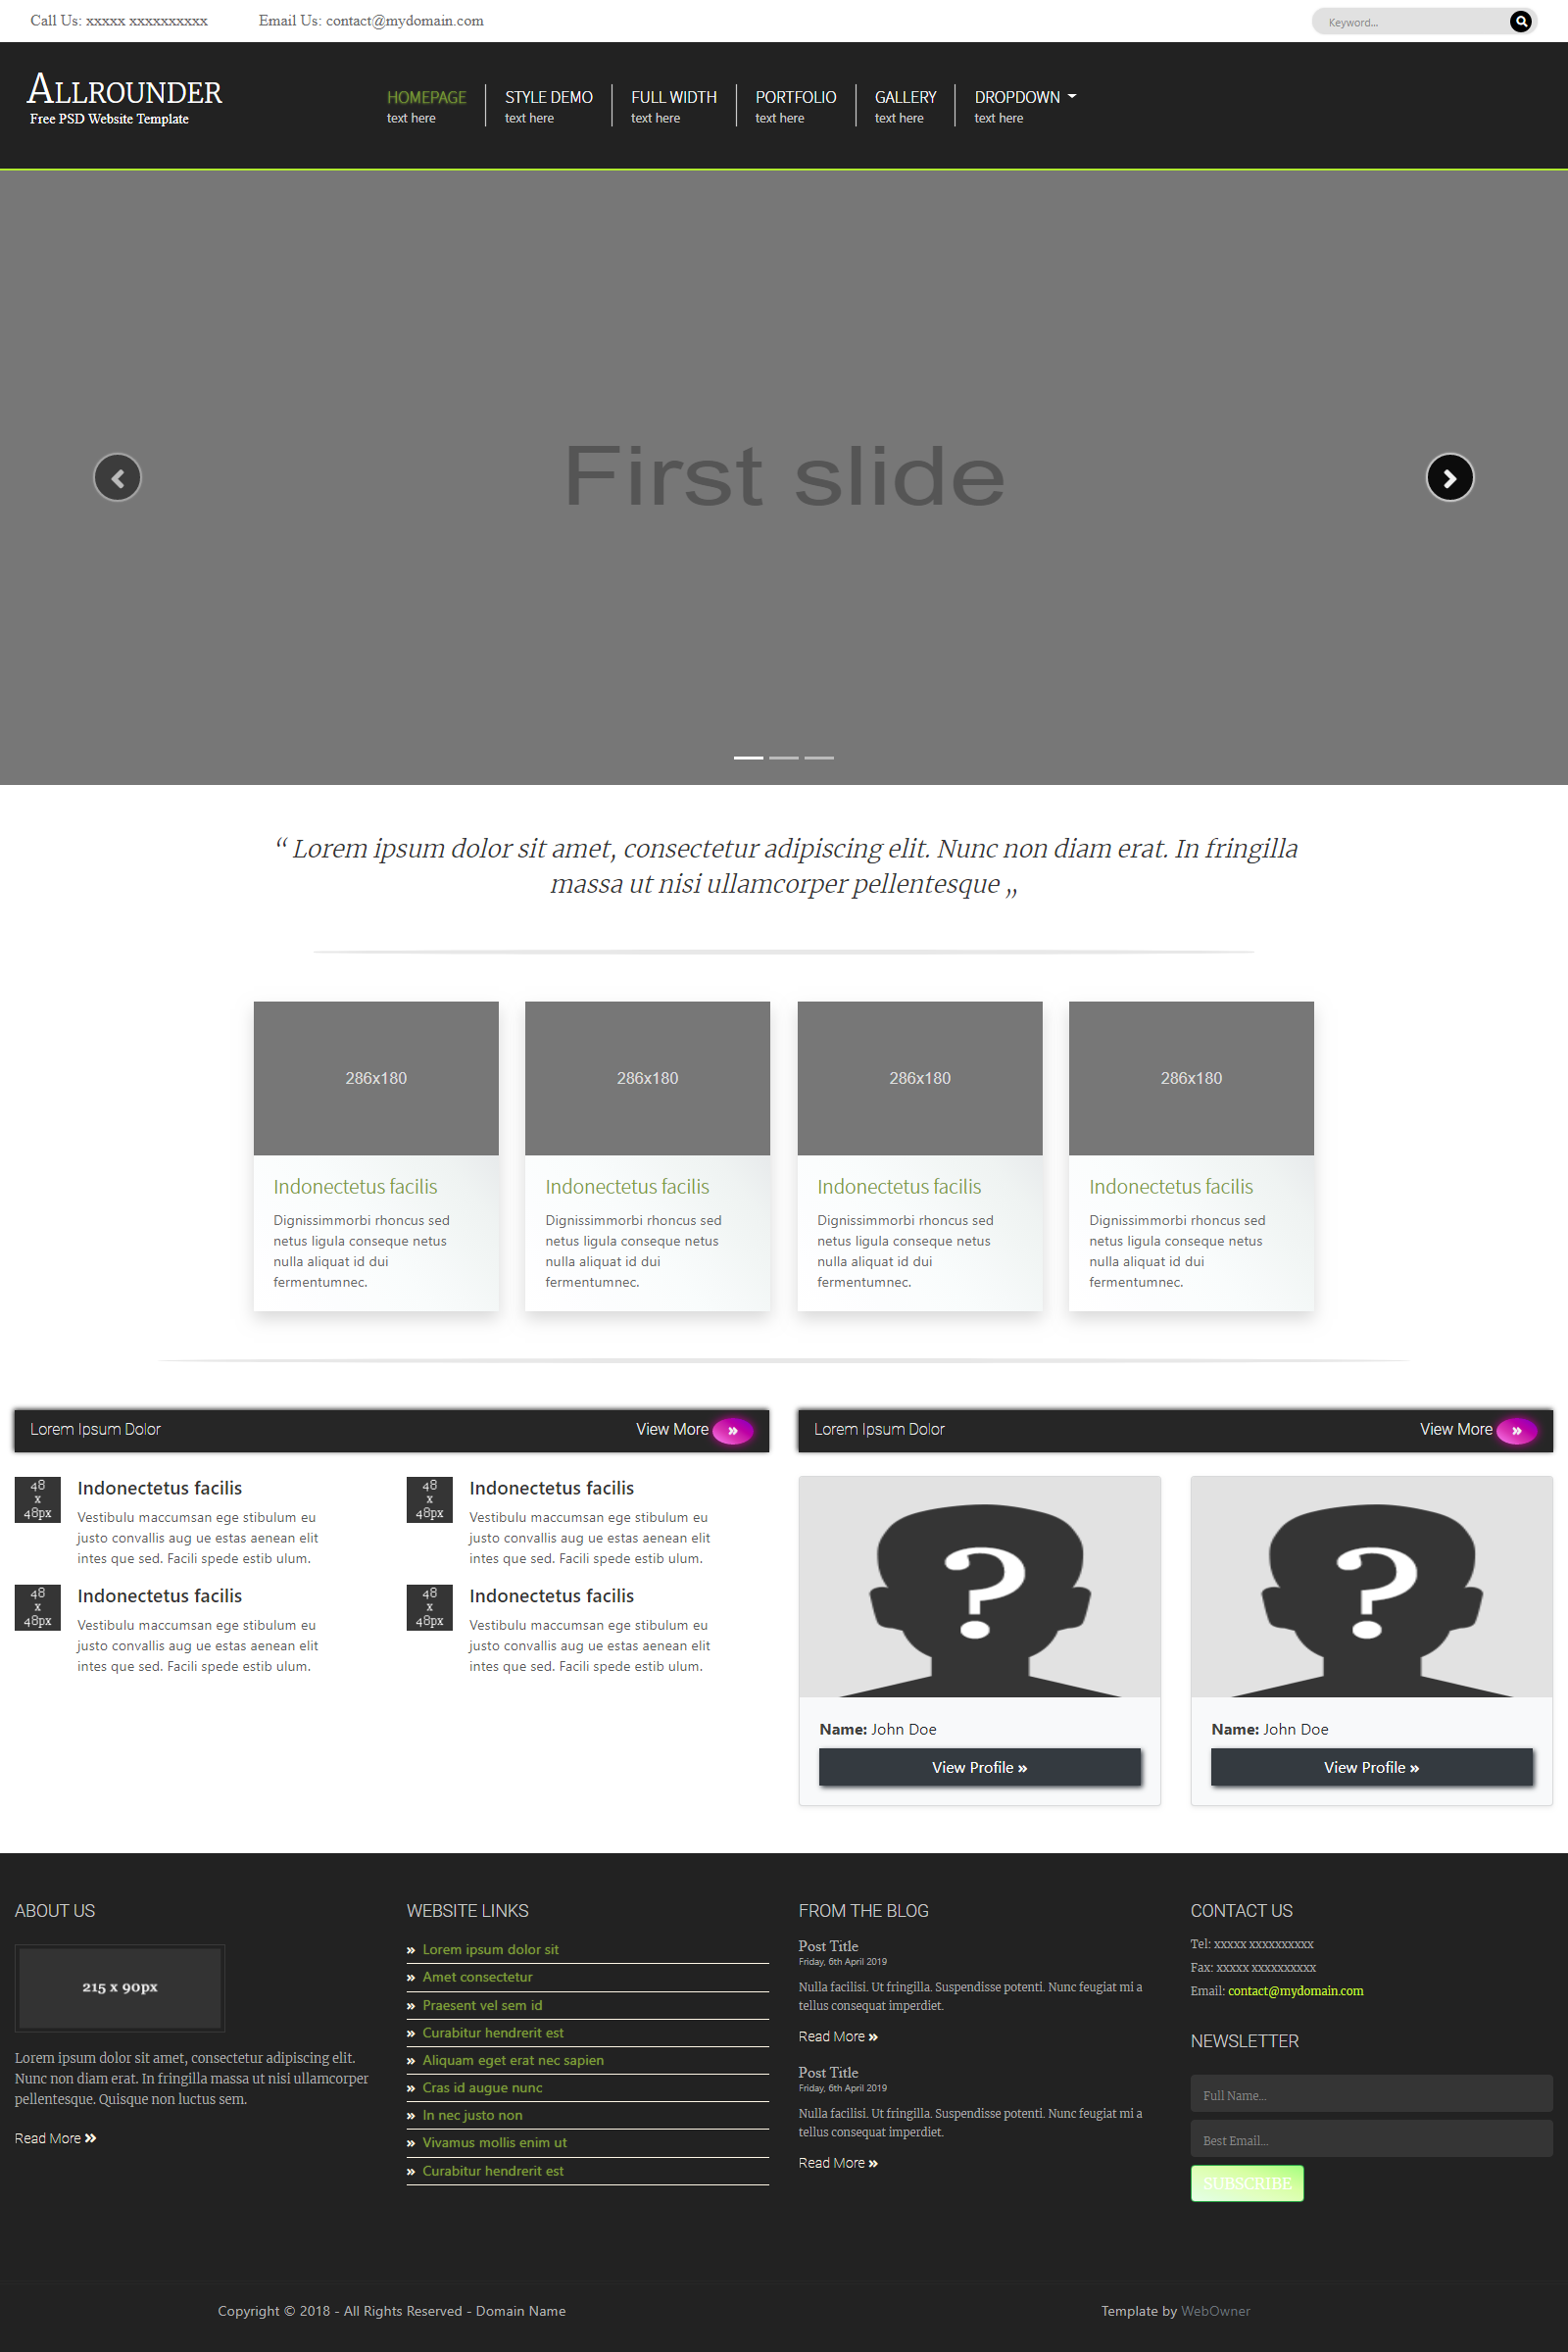 Call Us: xxxxx xxxxxxxxxx
Email Us: contact@mydomain.com
Keyword...
ALLROUNDER
Free PSD Website Template
HOMEPAGE
text here
STYLE DEMO
text here
FULL WIDTH
text here
PORTFOLIO
text here
GALLERY
text here
DROPDOWN
text here
First slide
“ Lorem ipsum dolor sit amet, consectetur adipiscing elit. Nunc non diam erat. In fringilla
massa ut nisi ullamcorper pellentesque „
286x180
Indonectetus facilis
Dignissimmorbi rhoncus sed
netus ligula conseque netus
nulla aliquat id dui
fermentumnec.
286x180
Indonectetus facilis
Dignissimmorbi rhoncus sed
netus ligula conseque netus
nulla aliquat id dui
fermentumnec.
286x180
Indonectetus facilis
Dignissimmorbi rhoncus sed
netus ligula conseque netus
nulla aliquat id dui
fermentumnec.
286x180
Indonectetus facilis
Dignissimmorbi rhoncus sed
netus ligula conseque netus
nulla aliquat id dui
fermentumnec.
Lorem Ipsum Dolor
View More »
48
x
48px
Indonectetus facilis
Vestibulu maccumsan ege stibulum eu
justo convallis aug ue estas aenean elit
intes que sed. Facili spede estib ulum.
48
x
48px
Indonectetus facilis
Vestibulu maccumsan ege stibulum eu
justo convallis aug ue estas aenean elit
intes que sed. Facili spede estib ulum.
48
x
48px
Indonectetus facilis
Vestibulu maccumsan ege stibulum eu
justo convallis aug ue estas aenean elit
intes que sed. Facili spede estib ulum.
48
x
48px
Indonectetus facilis
Vestibulu maccumsan ege stibulum eu
justo convallis aug ue estas aenean elit
intes que sed. Facili spede estib ulum.
Lorem Ipsum Dolor
View More »
?
Name: John Doe
View Profile »
?
Name: John Doe
View Profile »
ABOUT US
215 x 90px
Lorem ipsum dolor sit amet, consectetur adipiscing elit.
Nunc non diam erat. In fringilla massa ut nisi ullamcorper
pellentesque. Quisque non luctus sem.
Read More »
WEBSITE LINKS
» Lorem ipsum dolor sit
» Amet consectetur
» Praesent vel sem id
» Curabitur hendrerit est
» Aliquam eget erat nec sapien
» Cras id augue nunc
» In nec justo non
» Vivamus mollis enim ut
» Curabitur hendrerit est
FROM THE BLOG
Post Title
Friday, 6th April 2019
Nulla facilisi. Ut fringilla. Suspendisse potenti. Nunc feugiat mi a
tellus consequat imperdiet.
Read More »
Post Title
Friday, 6th April 2019
Nulla facilisi. Ut fringilla. Suspendisse potenti. Nunc feugiat mi a
tellus consequat imperdiet.
Read More »
CONTACT US
Tel: xxxxx xxxxxxxxxx
Fax: xxxxx xxxxxxxxxx
Email: contact@mydomain.com
NEWSLETTER
Full Name...
Best Email...
SUBSCRIBE
Copyright © 2018 - All Rights Reserved - Domain Name
Template by WebOwner